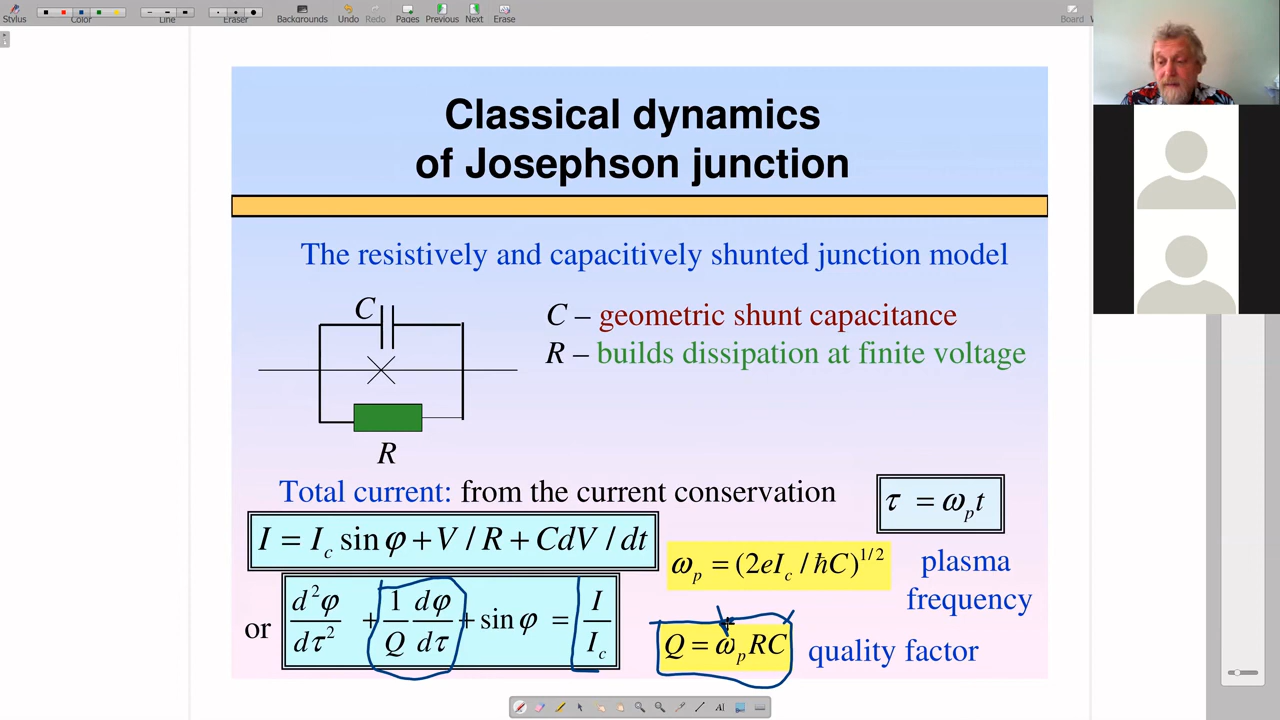 Stylus
Color
Line
Eraser
Backgrounds
Undo
Redo
Pages
Previous
Next
Erase
Board
Classical dynamics
of Josephson junction
The resistively and capacitively shunted junction model
C
C – geometric shunt capacitance
R – builds dissipation at finite voltage
R
Total current: from the current conservation
τ = ω_p t
I = I_c sin φ + V / R + CdV / dt
ω_p = (2eI_c / ħC)^{1/2}
plasma
frequency
or d²φ/dτ² + 1/Q dφ/dτ + sin φ = I/I_c
Q = ω_p RC
quality factor